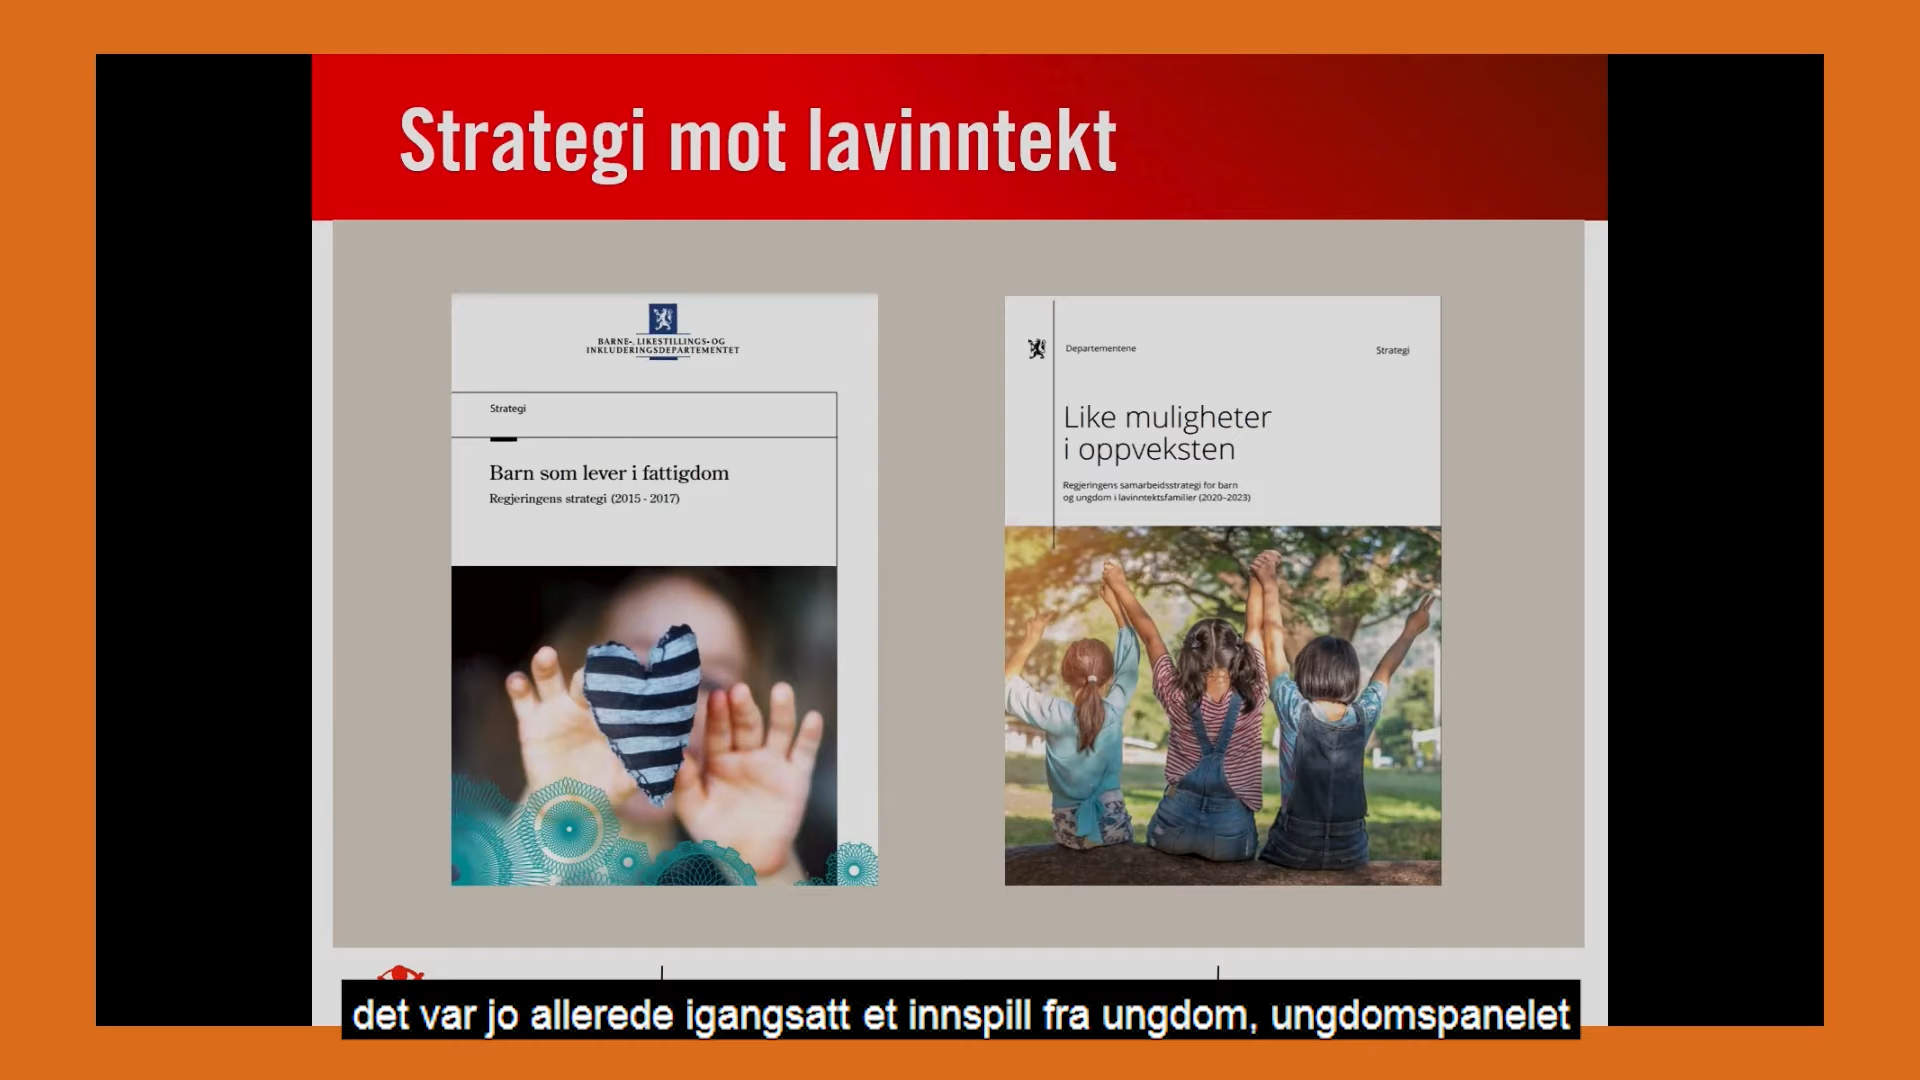 Strategi mot lavinntekt
BARNE-, LIKESTILLINGS- OG
INKLUDERINGSDEPARTEMENTET
Strategi
Barn som lever i fattigdom
Regjeringens strategi (2015 - 2017)
Departementene
Strategi
Like muligheter
i oppveksten
Regjeringens samarbeidsstrategi for barn
og ungdom i lavinntektsfamilier (2020–2023)
det var jo allerede igangsatt et innspill fra ungdom, ungdomspanelet